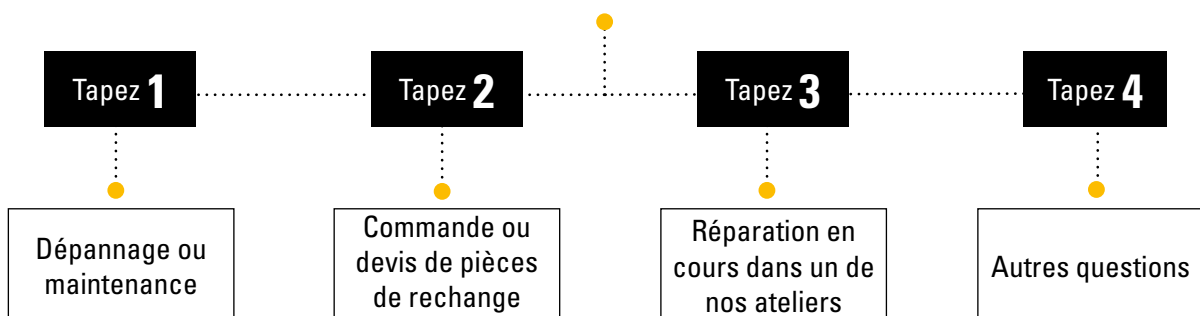 Tapez 1
Tapez 2
Tapez 3
Tapez 4
Dépannage ou
maintenance
Commande ou
devis de pièces
de rechange
Réparation en
cours dans un de
nos ateliers
Autres questions